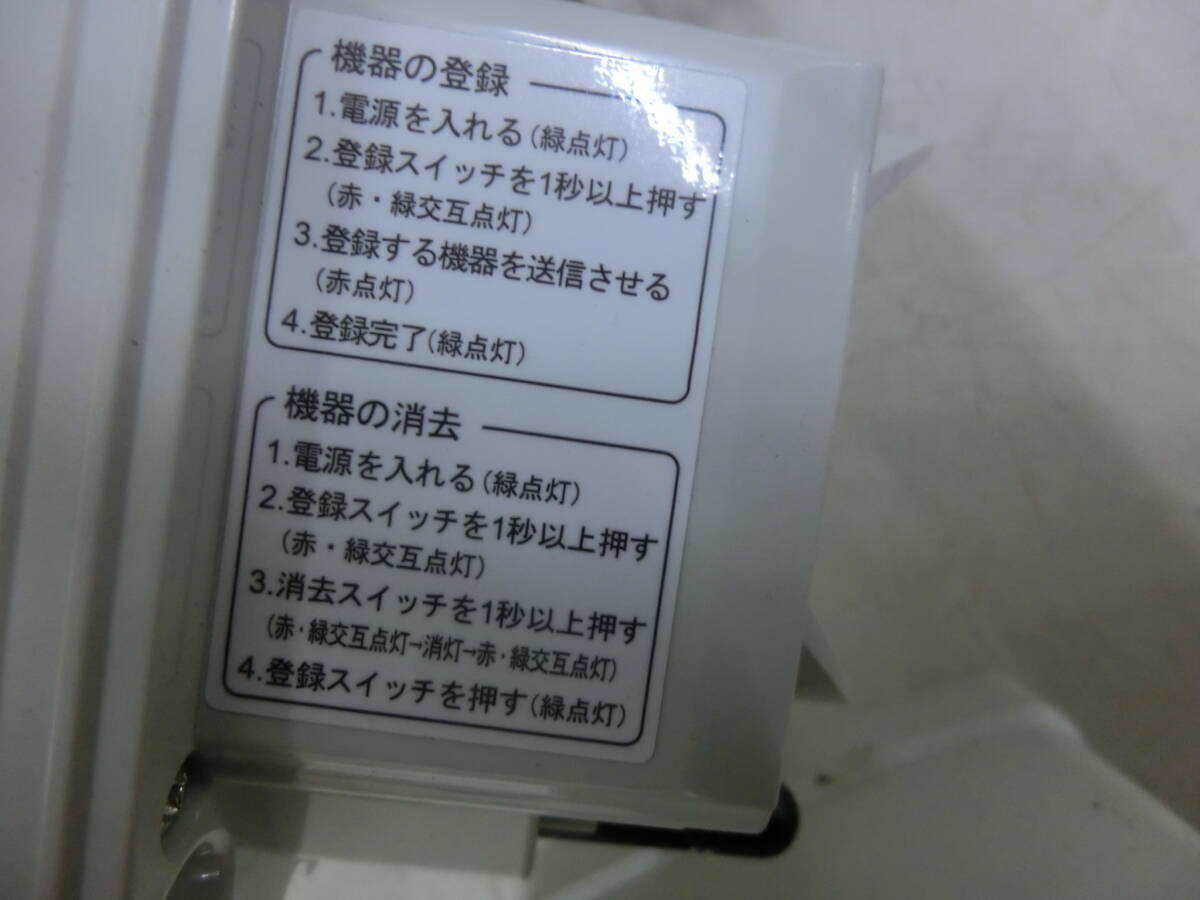 機器の登録
1.電源を入れる(緑点灯)
2.登録スイッチを1秒以上押す
(赤・緑交互点灯)
3.登録する機器を送信させる
(赤点灯)
4.登録完了(緑点灯)
機器の消去
1.電源を入れる(緑点灯)
2.登録スイッチを1秒以上押す
(赤・緑交互点灯)
3.消去スイッチを1秒以上押す
(赤・緑交互点灯→消灯→赤・緑交互点灯)
4.登録スイッチを押す(緑点灯)